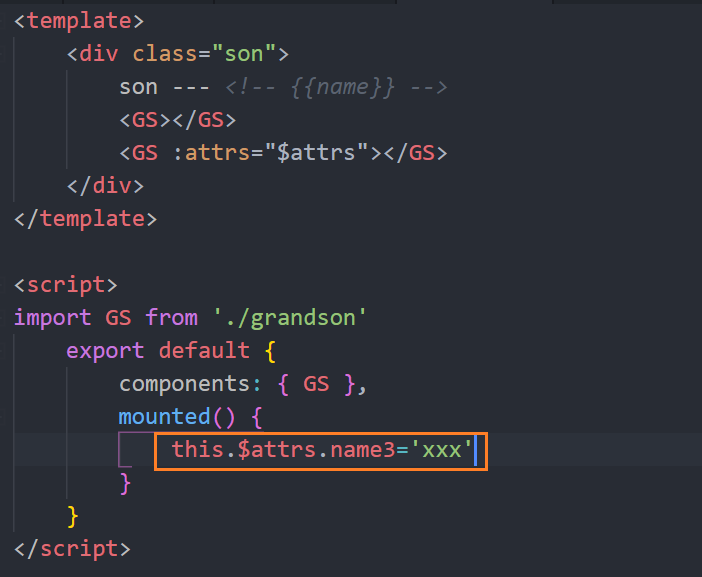 <template>
<div class="son">
son --- <!-- {{name}} -->
<GS></GS>
<GS :attrs="$attrs"></GS>
</div>
</template>
<script>
import GS from './grandson'
export default {
components: { GS },
mounted() {
this.$attrs.name3='xxx'
}
}
</script>